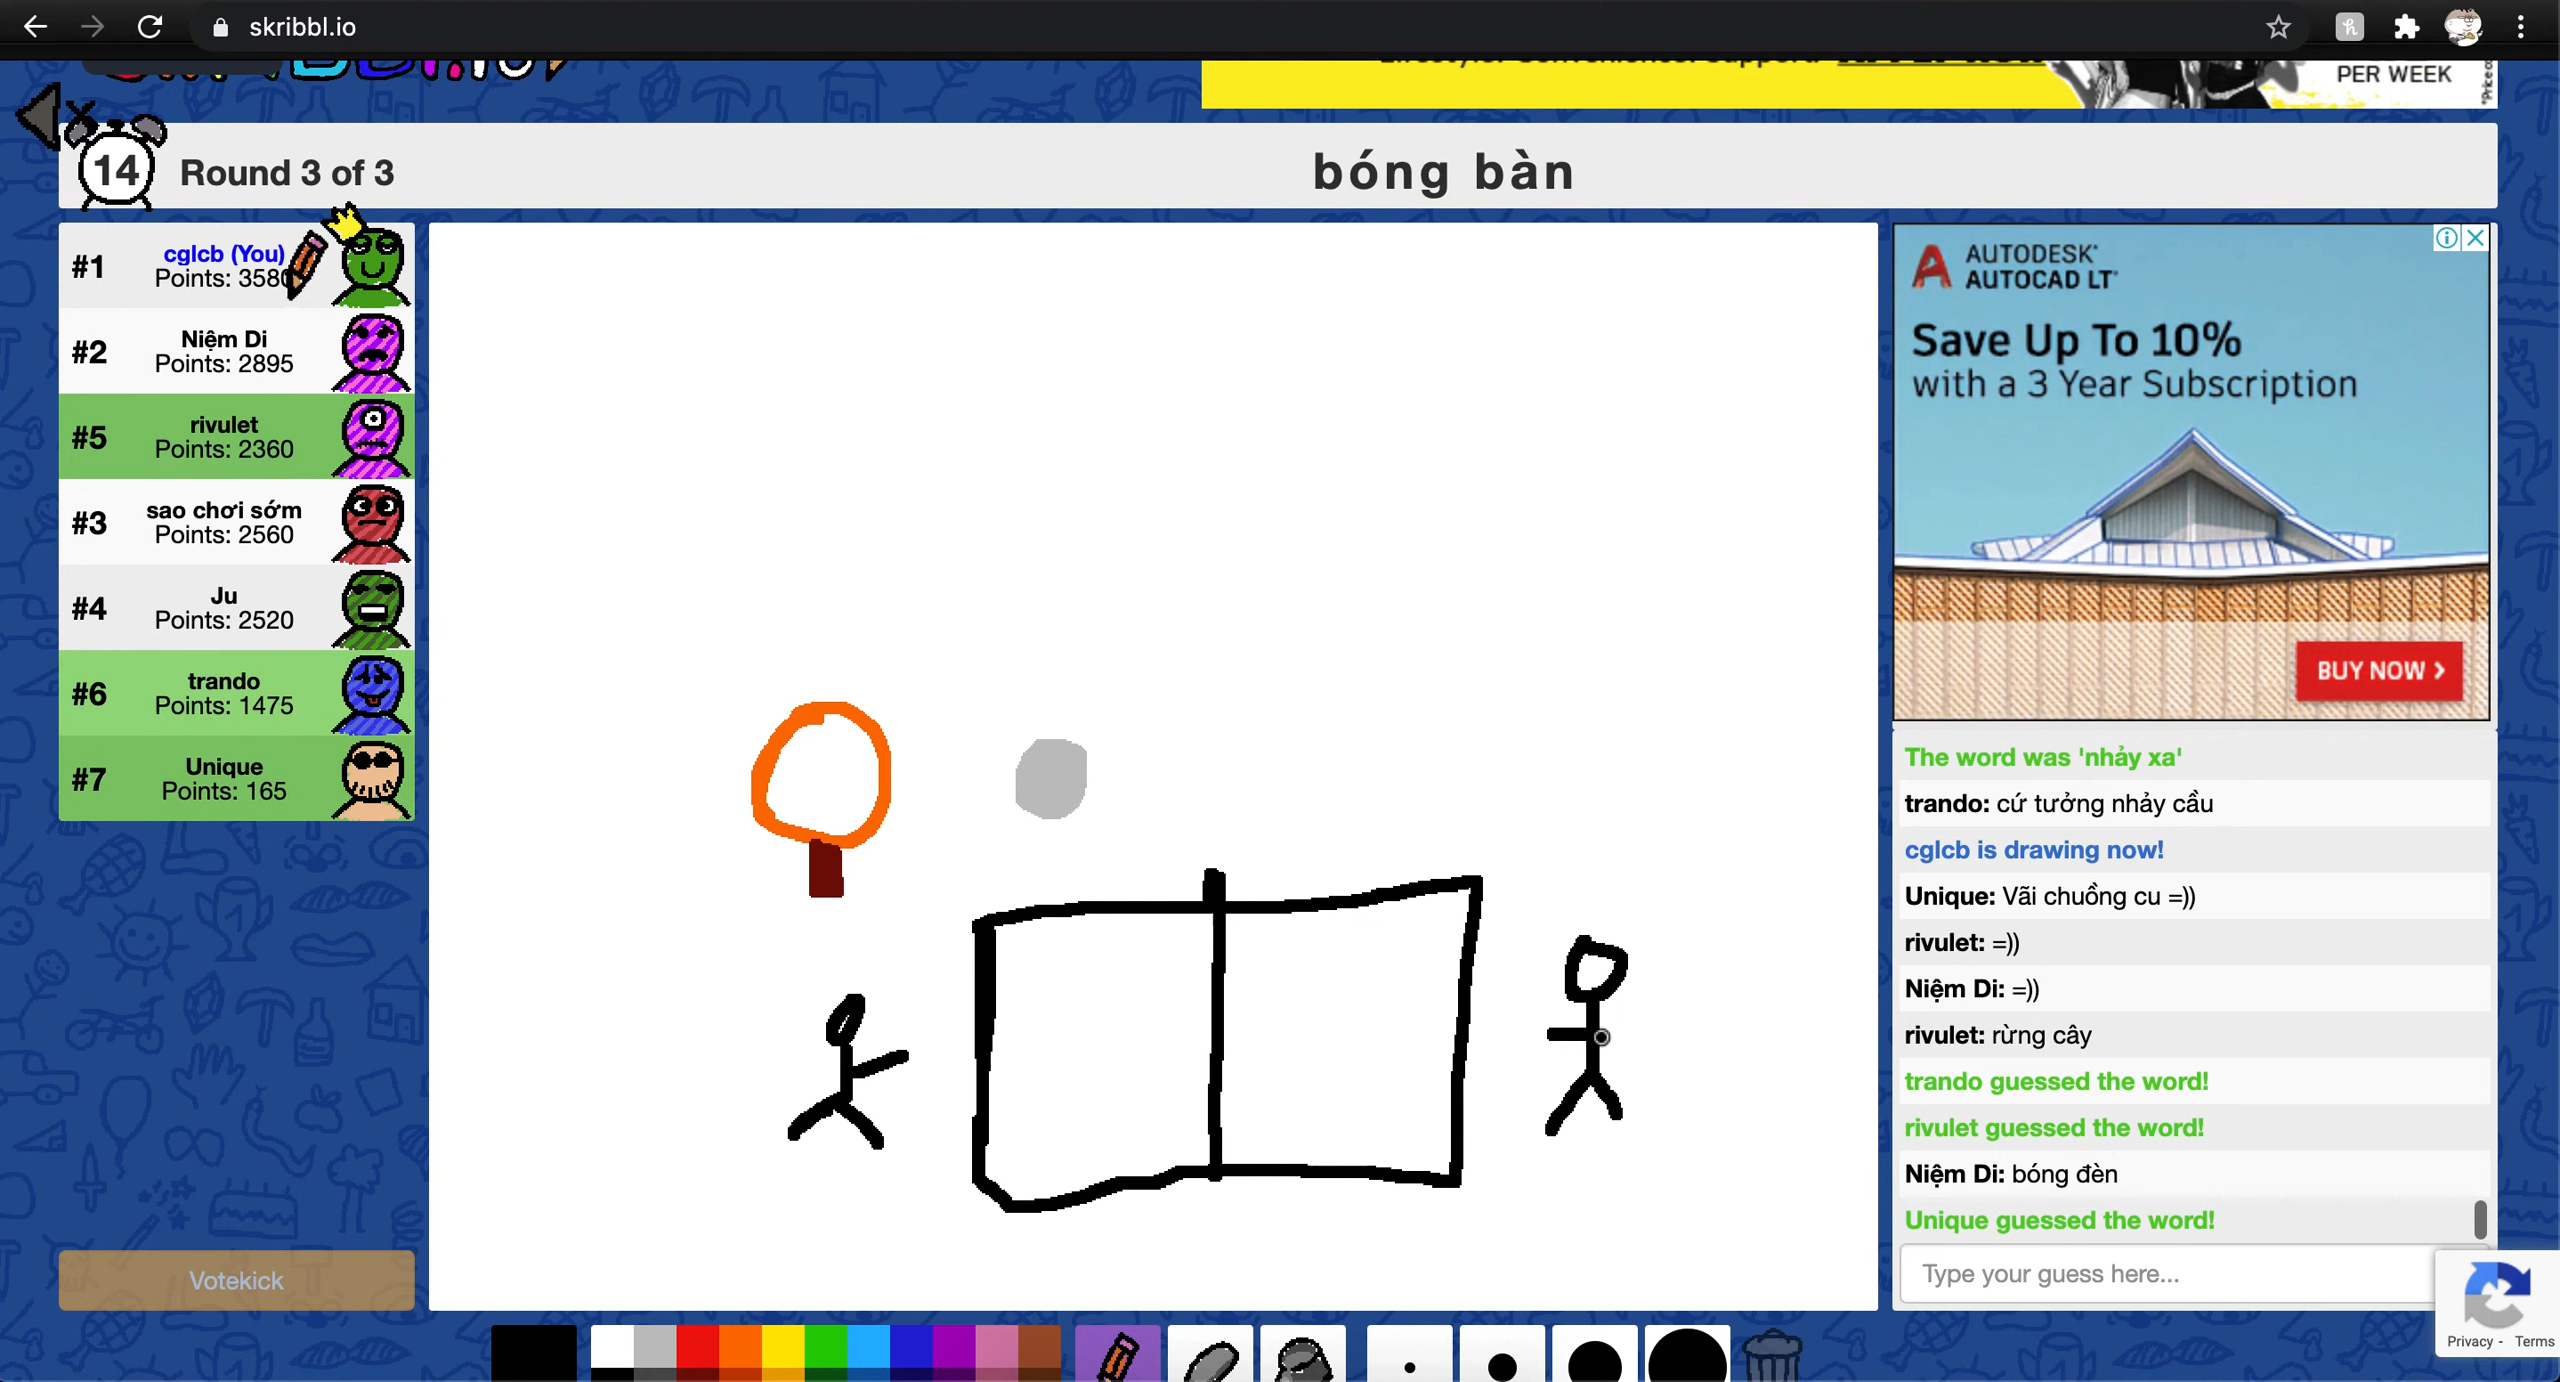 skribbl.io
PER WEEK
14
Round 3 of 3
bóng bàn
#1
cglcb (You)
Points: 3580
#2
Niệm Di
Points: 2895
#5
rivulet
Points: 2360
#3
sao chơi sớm
Points: 2560
#4
Ju
Points: 2520
#6
trando
Points: 1475
#7
Unique
Points: 165
Votekick
AUTODESK
AUTOCAD LT
Save Up To 10%
with a 3 Year Subscription
BUY NOW >
The word was 'nhảy xa'
trando: cứ tưởng nhảy cầu
cglcb is drawing now!
Unique: Vãi chuồng cu =))
rivulet: =))
Niệm Di: =))
rivulet: rừng cây
trando guessed the word!
rivulet guessed the word!
Niệm Di: bóng đèn
Unique guessed the word!
Type your guess here...
Privacy - Terms